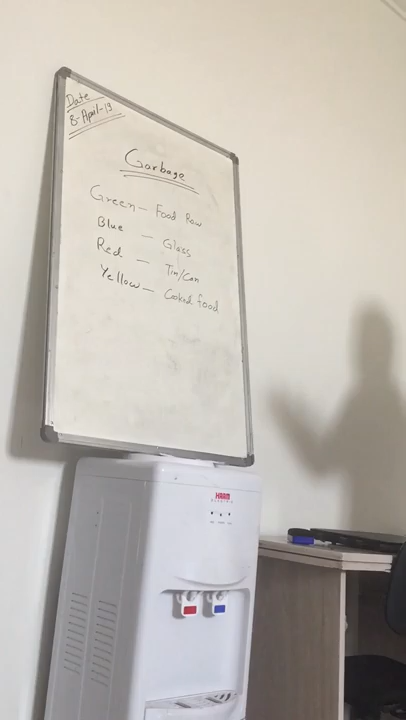 Date
8-April-19
Garbage
Green — Food Raw
Blue — Glass
Red — Tin/Can
Yellow — Cooked food
HAAM